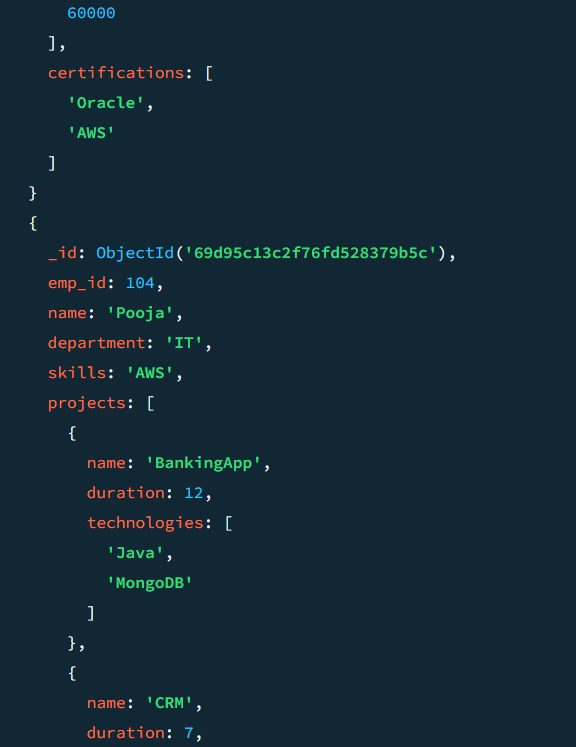 60000
],
certifications: [
'Oracle',
'AWS'
]
}
{
_id: ObjectId('69d95c13c2f76fd528379b5c'),
emp_id: 104,
name: 'Pooja',
department: 'IT',
skills: 'AWS',
projects: [
{
name: 'BankingApp',
duration: 12,
technologies: [
'Java',
'MongoDB'
]
},
{
name: 'CRM',
duration: 7,